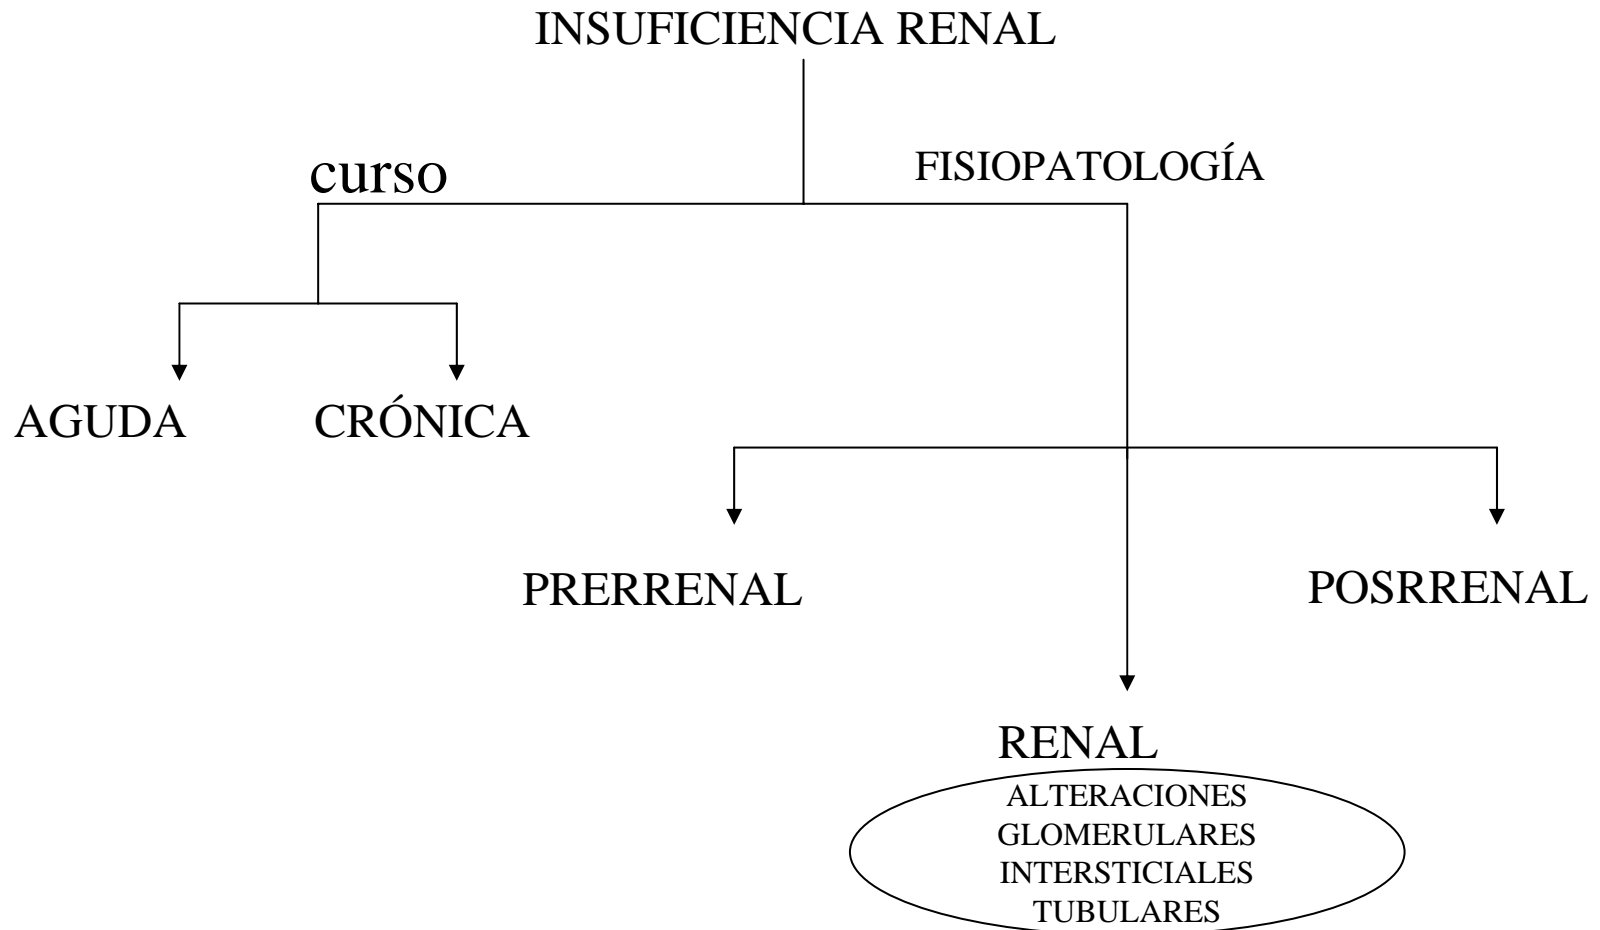 INSUFICIENCIA RENAL
curso
FISIOPATOLOGÍA
AGUDA
CRÓNICA
PRERRENAL
POSRRENAL
RENAL
ALTERACIONES
GLOMERULARES
INTERSTICIALES
TUBULARES